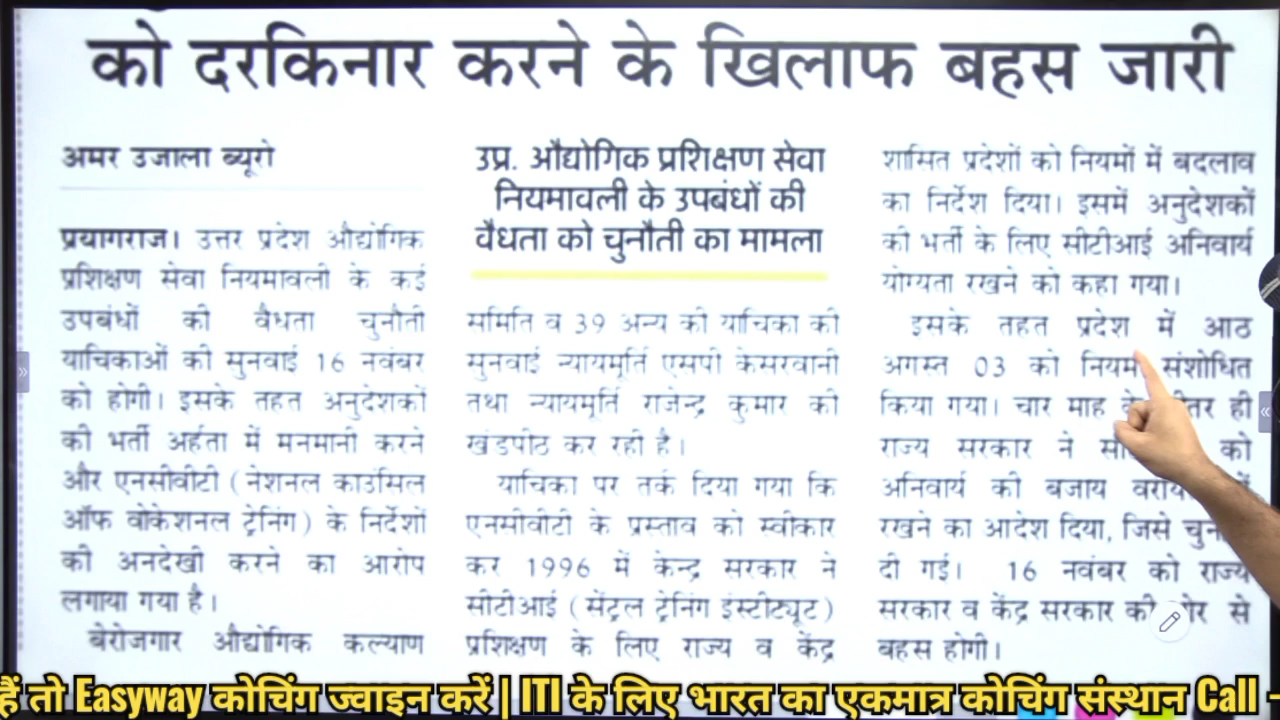 को दरकिनार करने के खिलाफ बहस जारी
अमर उजाला ब्यूरो
प्रयागराज। उत्तर प्रदेश औद्योगिक
प्रशिक्षण सेवा नियमावली के कई
उपबंधों की वैधता चुनौती
याचिकाओं की सुनवाई 16 नवंबर
को होगी। इसके तहत अनुदेशकों
की भर्ती अर्हता में मनमानी करने
और एनसीवीटी (नेशनल काउंसिल
ऑफ वोकेशनल ट्रेनिंग) के निर्देशों
की अनदेखी करने का आरोप
लगाया गया है।
बेरोजगार औद्योगिक कल्याण
उप्र. औद्योगिक प्रशिक्षण सेवा
नियमावली के उपबंधों की
वैधता को चुनौती का मामला
समिति व 39 अन्य की याचिका की
सुनवाई न्यायमूर्ति एसपी केसरवानी
तथा न्यायमूर्ति राजेन्द्र कुमार की
खंडपीठ कर रही है।
याचिका पर तर्क दिया गया कि
एनसीवीटी के प्रस्ताव को स्वीकार
कर 1996 में केन्द्र सरकार ने
सीटीआई (सेंट्रल ट्रेनिंग इंस्टीट्यूट)
प्रशिक्षण के लिए राज्य व केंद्र
शासित प्रदेशों को नियमों में बदलाव
का निर्देश दिया। इसमें अनुदेशकों
की भर्ती के लिए सीटीआई अनिवार्य
योग्यता रखने को कहा गया।
इसके तहत प्रदेश में आठ
अगस्त 03 को नियम संशोधित
किया गया। चार माह के ही
राज्य सरकार ने को
अनिवार्य की बजाय
रखने का आदेश दिया, जिसे
दी गई। 16 नवंबर को राज्य
सरकार व केंद्र सरकार की से
बहस होगी।
हैं तो Easyway कोचिंग ज्वाइन करें | ITI के लिए भारत का एकमात्र कोचिंग संस्थान Call -